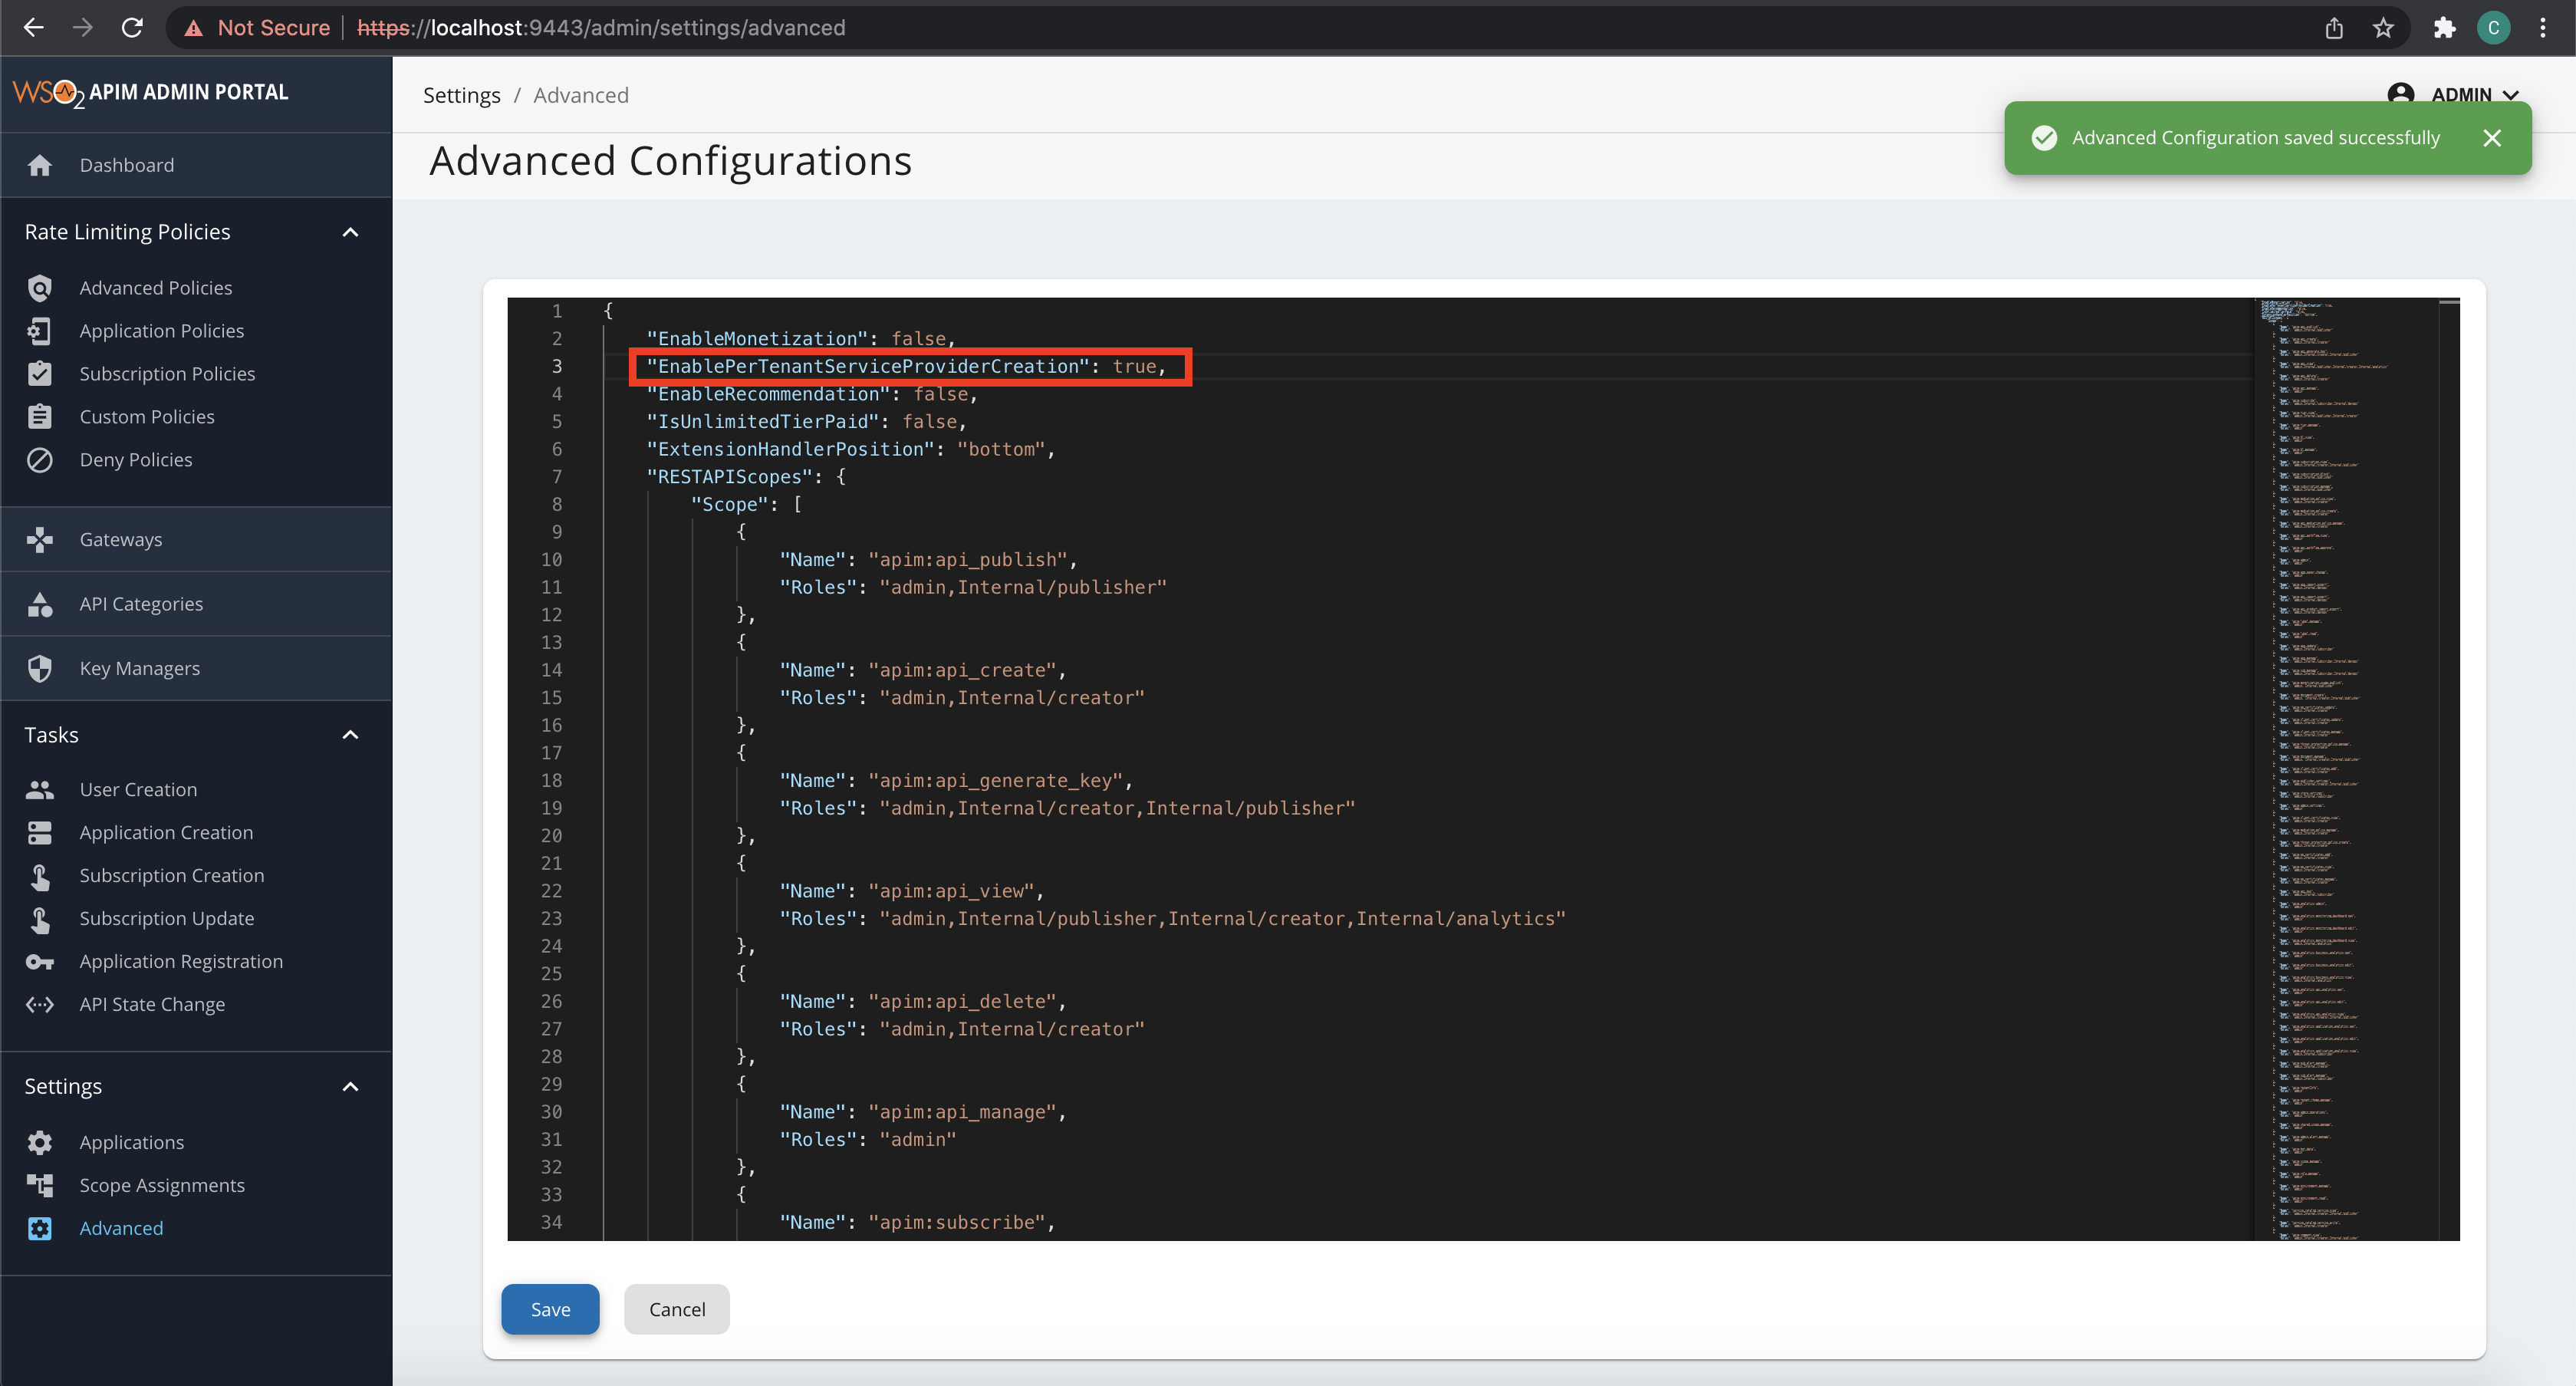 Not Secure https://localhost:9443/admin/settings/advanced C
WSO2 APIM ADMIN PORTAL
Dashboard
Rate Limiting Policies
Advanced Policies
Application Policies
Subscription Policies
Custom Policies
Deny Policies
Gateways
API Categories
Key Managers
Tasks
User Creation
Application Creation
Subscription Creation
Subscription Update
Application Registration
API State Change
Settings
Applications
Scope Assignments
Advanced
Settings / Advanced
ADMIN
Advanced Configuration saved successfully
Advanced Configurations
1 {
2 "EnableMonetization": false,
3 "EnablePerTenantServiceProviderCreation": true,
4 "EnableRecommendation": false,
5 "IsUnlimitedTierPaid": false,
6 "ExtensionHandlerPosition": "bottom",
7 "RESTAPIScopes": {
8 "Scope": [
9 {
10 "Name": "apim:api_publish",
11 "Roles": "admin,Internal/publisher"
12 },
13 {
14 "Name": "apim:api_create",
15 "Roles": "admin,Internal/creator"
16 },
17 {
18 "Name": "apim:api_generate_key",
19 "Roles": "admin,Internal/creator,Internal/publisher"
20 },
21 {
22 "Name": "apim:api_view",
23 "Roles": "admin,Internal/publisher,Internal/creator,Internal/analytics"
24 },
25 {
26 "Name": "apim:api_delete",
27 "Roles": "admin,Internal/creator"
28 },
29 {
30 "Name": "apim:api_manage",
31 "Roles": "admin"
32 },
33 {
34 "Name": "apim:subscribe",
Save
Cancel